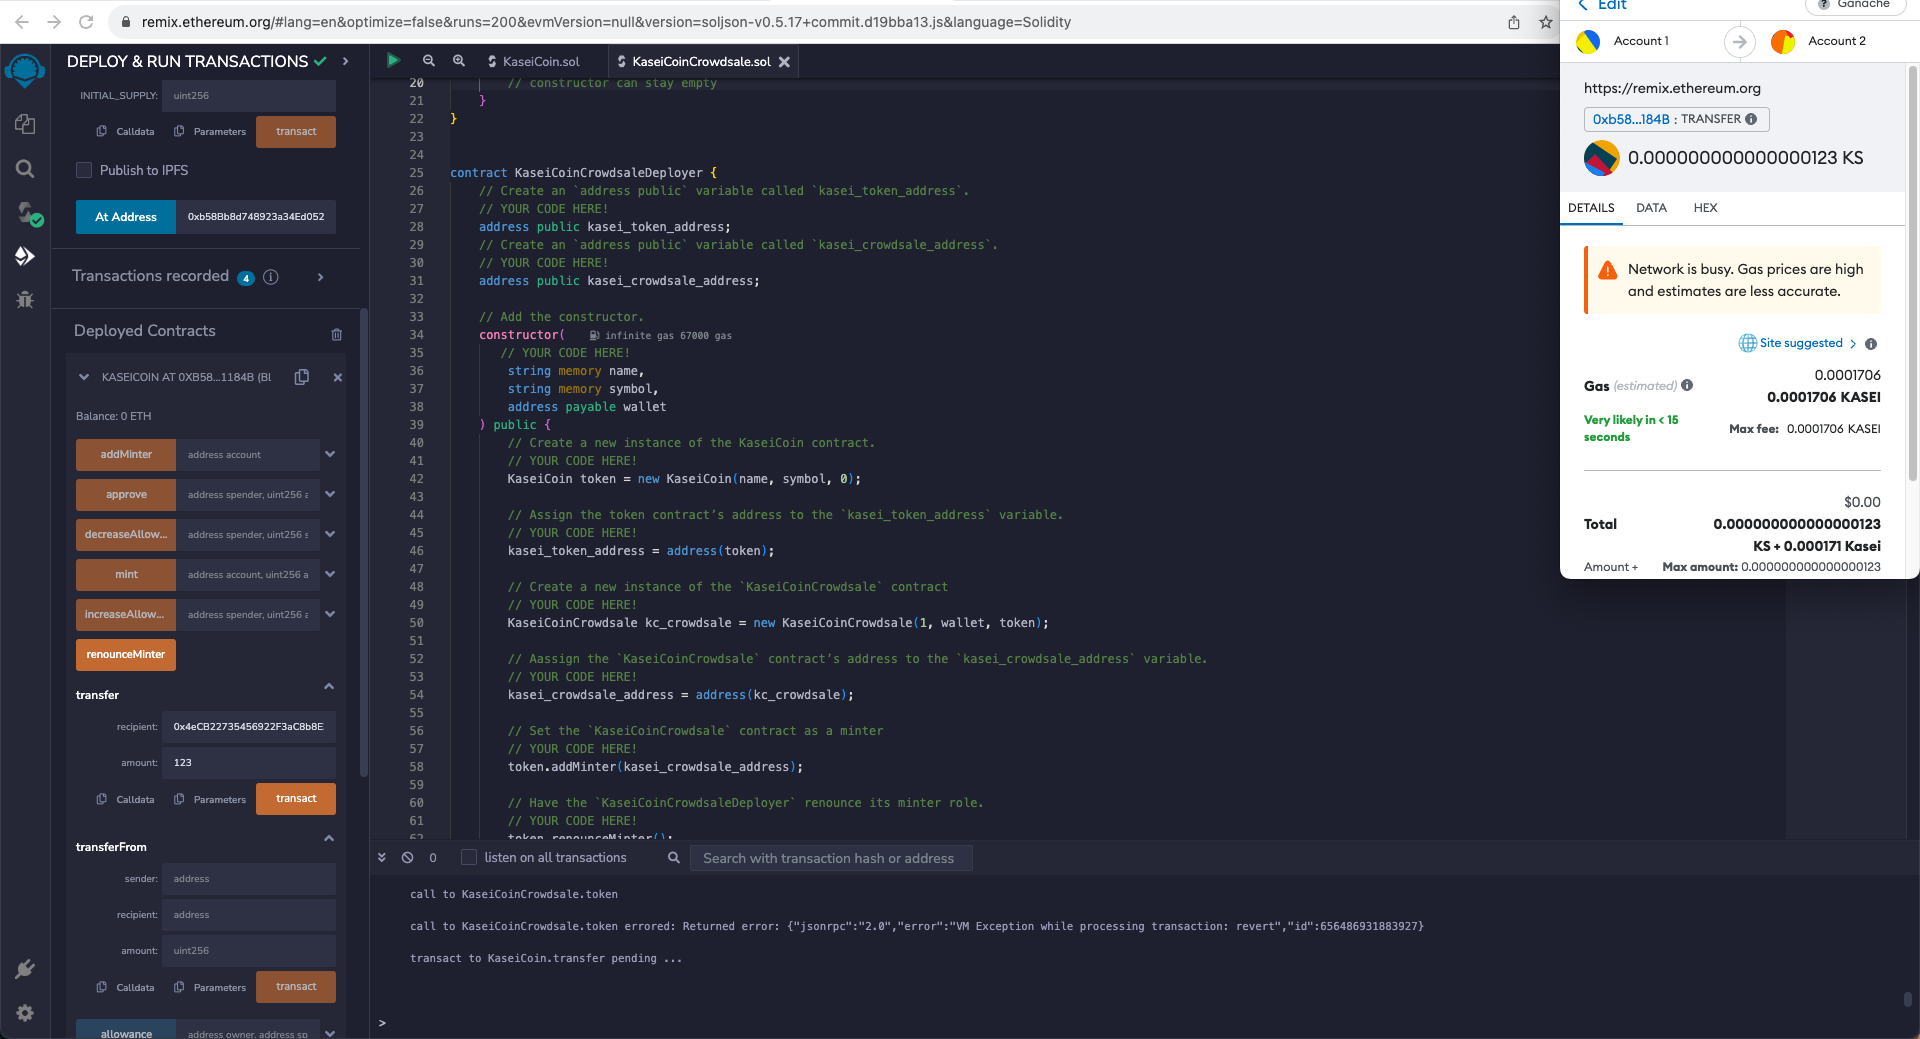 remix.ethereum.org/#lang=en&optimize=false&runs=200&evmVersion=null&version=soljson-v0.5.17+commit.d19bba13.js&language=Solidity
DEPLOY & RUN TRANSACTIONS
INITIAL_SUPPLY: uint256
Calldata Parameters transact
Publish to IPFS
At Address 0xb58Bb8d748923a34Ed052
Transactions recorded 4
Deployed Contracts
KASEICOIN AT 0XB58...1184B (Bl
Balance: 0 ETH
addMinter address account
approve address spender, uint256 a
decreaseAllow... address spender, uint256 s
mint address account, uint256 a
increaseAllow... address spender, uint256 a
renounceMinter
transfer
recipient: 0x4eCB22735456922F3aC8b8E
amount: 123
Calldata Parameters transact
transferFrom
sender: address
recipient: address
amount: uint256
Calldata Parameters transact
allowance address owner, address sp
KaseiCoin.sol KaseiCoinCrowdsale.sol
20 // constructor can stay empty
21 }
22 }
23
24
25 contract KaseiCoinCrowdsaleDeployer {
26 // Create an `address public` variable called `kasei_token_address`.
27 // YOUR CODE HERE!
28 address public kasei_token_address;
29 // Create an `address public` variable called `kasei_crowdsale_address`.
30 // YOUR CODE HERE!
31 address public kasei_crowdsale_address;
32
33 // Add the constructor.
34 constructor( infinite gas 67000 gas
35 // YOUR CODE HERE!
36 string memory name,
37 string memory symbol,
38 address payable wallet
39 ) public {
40 // Create a new instance of the KaseiCoin contract.
41 // YOUR CODE HERE!
42 KaseiCoin token = new KaseiCoin(name, symbol, 0);
43
44 // Assign the token contract’s address to the `kasei_token_address` variable.
45 // YOUR CODE HERE!
46 kasei_token_address = address(token);
47
48 // Create a new instance of the `KaseiCoinCrowdsale` contract
49 // YOUR CODE HERE!
50 KaseiCoinCrowdsale kc_crowdsale = new KaseiCoinCrowdsale(1, wallet, token);
51
52 // Aassign the `KaseiCoinCrowdsale` contract’s address to the `kasei_crowdsale_address` variable.
53 // YOUR CODE HERE!
54 kasei_crowdsale_address = address(kc_crowdsale);
55
56 // Set the `KaseiCoinCrowdsale` contract as a minter
57 // YOUR CODE HERE!
58 token.addMinter(kasei_crowdsale_address);
59
60 // Have the `KaseiCoinCrowdsaleDeployer` renounce its minter role.
61 // YOUR CODE HERE!
62 token.renounceMinter();
0 listen on all transactions Search with transaction hash or address
call to KaseiCoinCrowdsale.token
call to KaseiCoinCrowdsale.token errored: Returned error: {"jsonrpc":"2.0","error":"VM Exception while processing transaction: revert","id":656486931883927}
transact to KaseiCoin.transfer pending ...
>
Edit Ganache
Account 1 Account 2
https://remix.ethereum.org
0xb58...184B : TRANSFER
0.000000000000000123 KS
DETAILS DATA HEX
Network is busy. Gas prices are high
and estimates are less accurate.
Site suggested
0.0001706
Gas (estimated) 0.0001706 KASEI
Very likely in < 15
seconds
Max fee: 0.0001706 KASEI
$0.00
Total 0.000000000000000123
KS + 0.000171 Kasei
Amount + Max amount: 0.000000000000000123